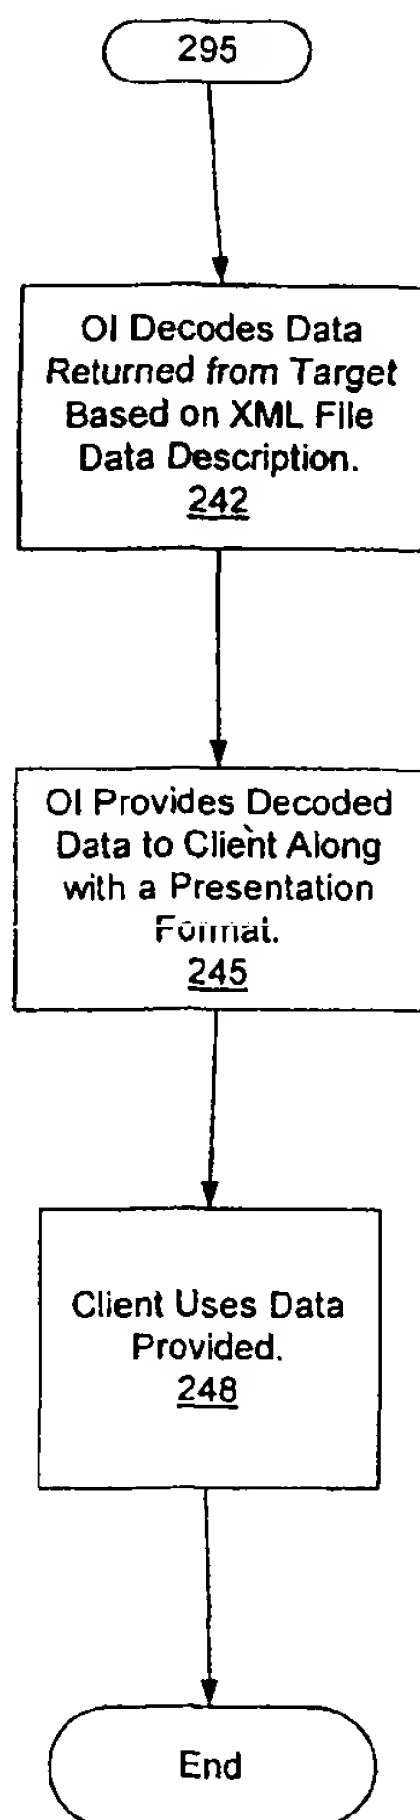 295
OI Decodes Data
Returned from Target
Based on XML File
Data Description.
242
OI Provides Decoded
Data to Client Along
with a Presentation
Format.
245
Client Uses Data
Provided.
248
End